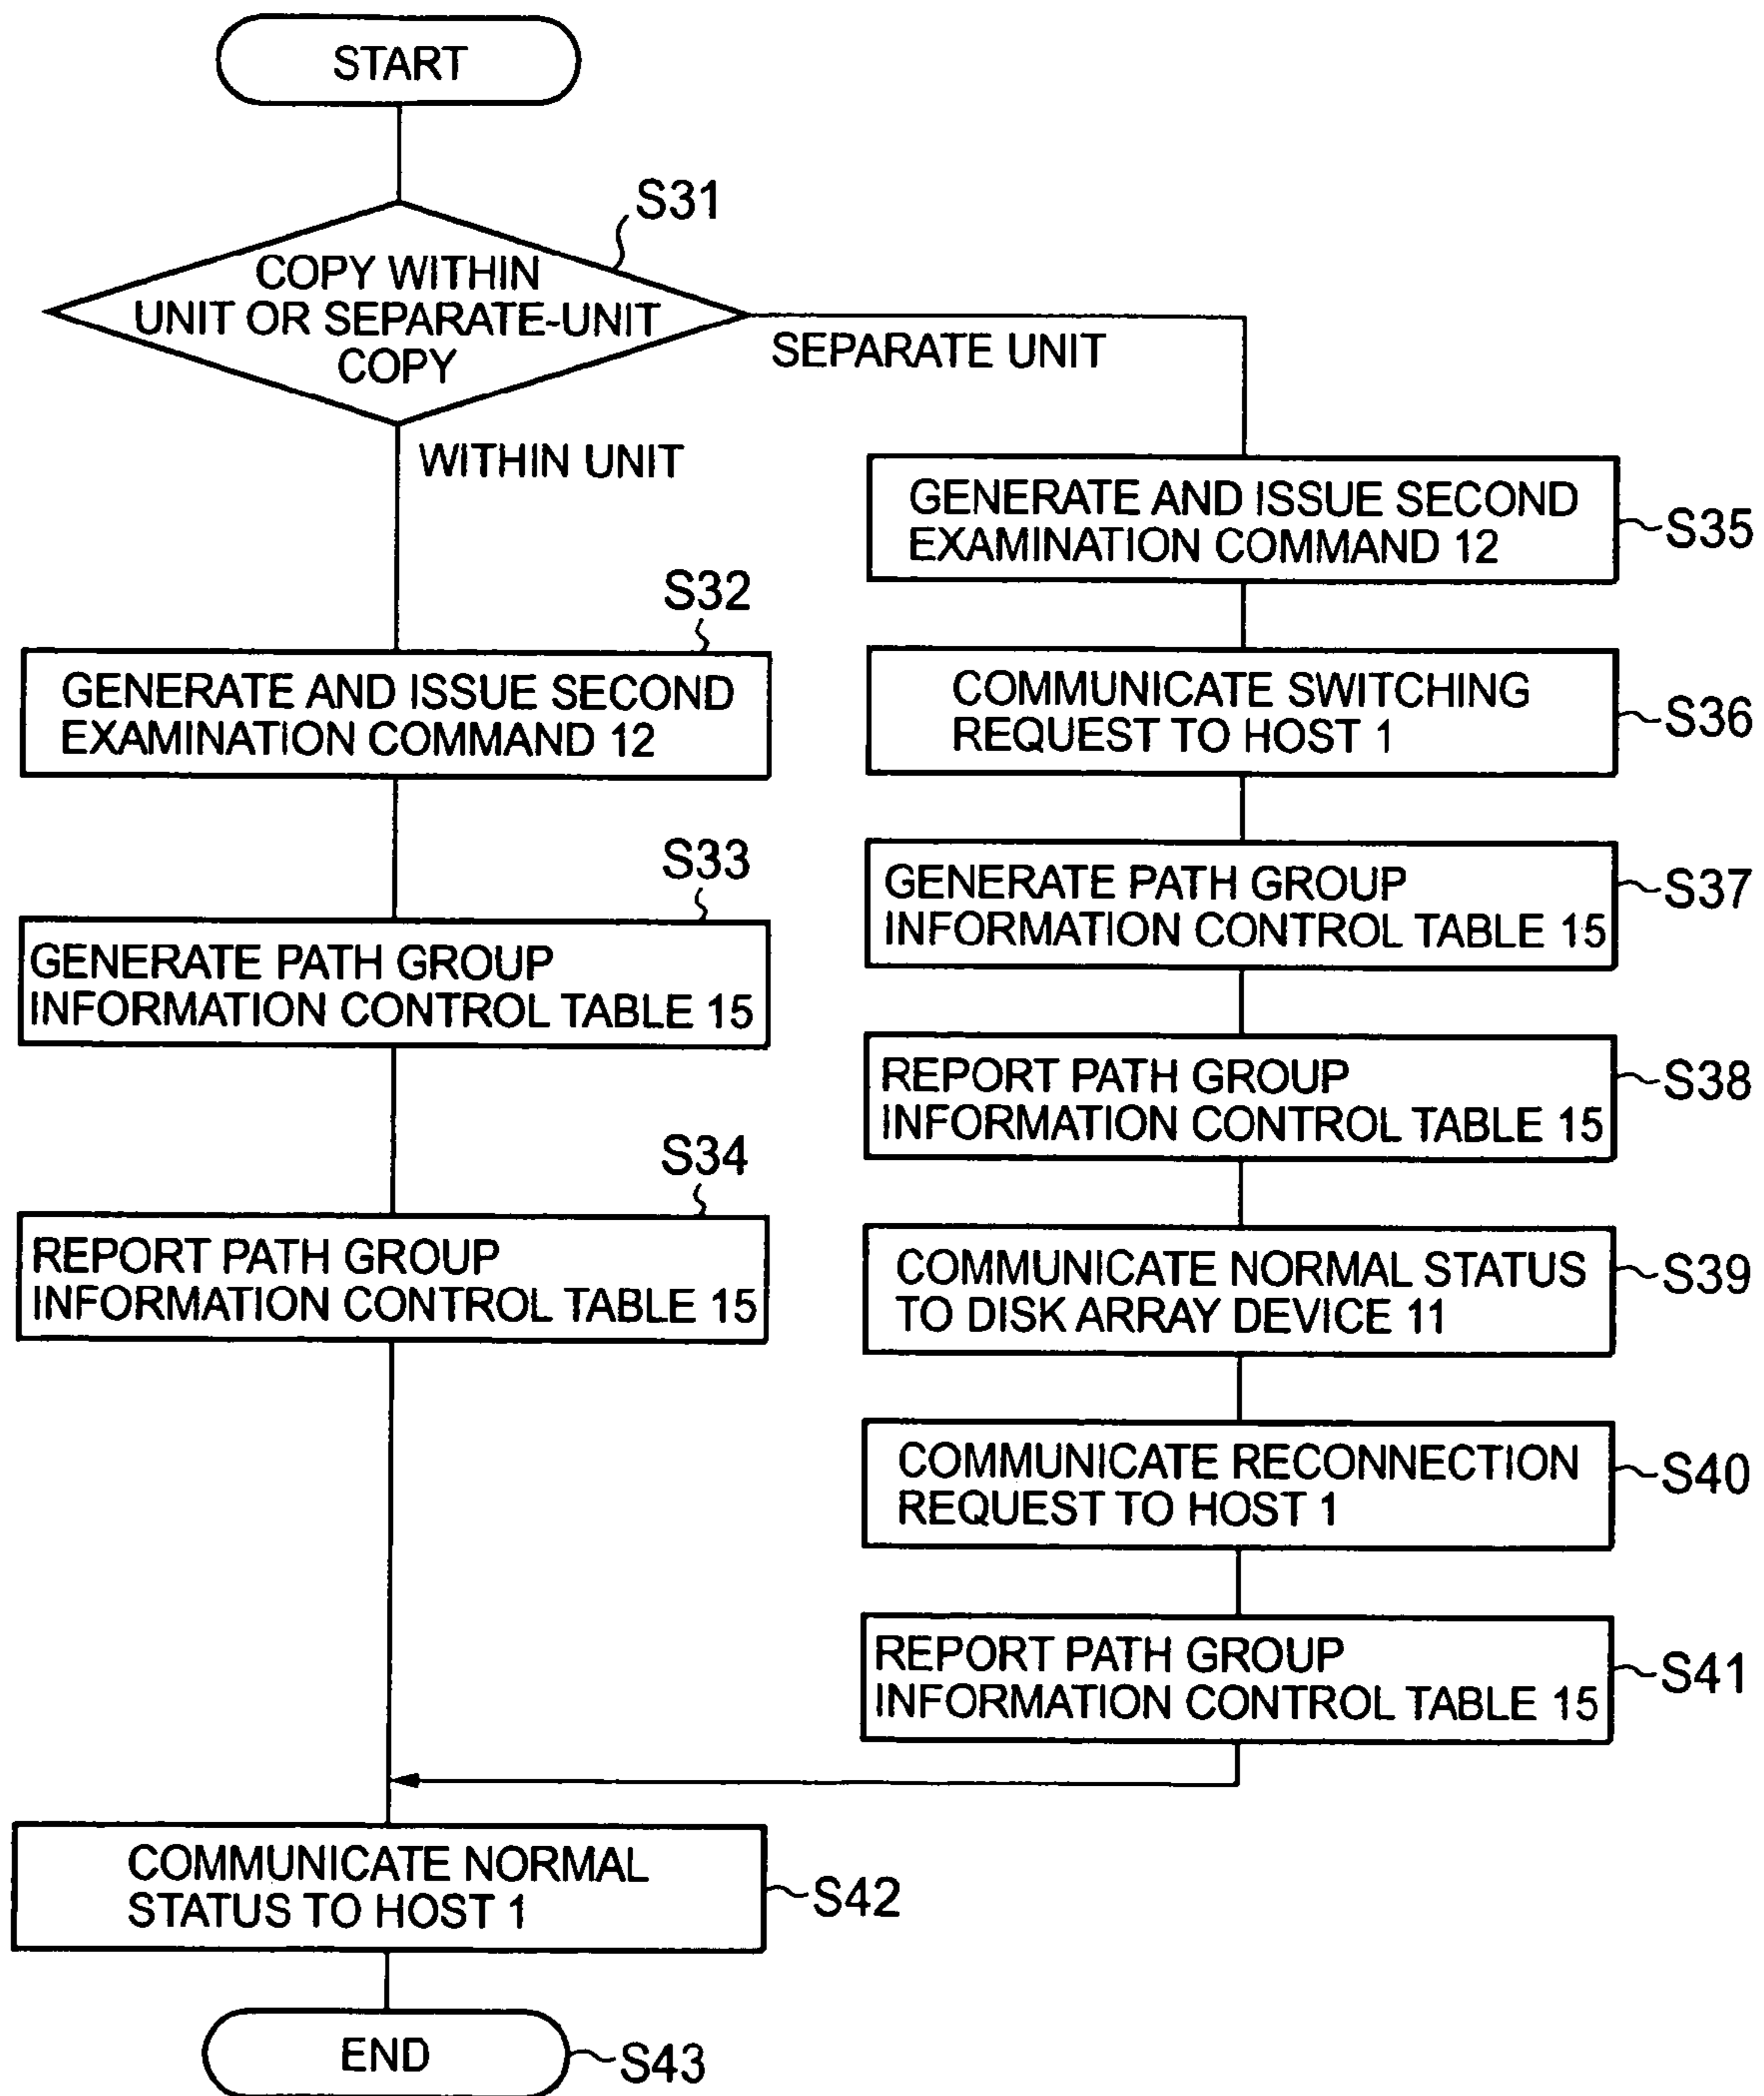 START
S31
COPY WITHIN
UNIT OR SEPARATE-UNIT
COPY
SEPARATE UNIT
WITHIN UNIT
S32
GENERATE AND ISSUE SECOND
EXAMINATION COMMAND 12
S33
GENERATE PATH GROUP
INFORMATION CONTROL TABLE 15
S34
REPORT PATH GROUP
INFORMATION CONTROL TABLE 15
GENERATE AND ISSUE SECOND
EXAMINATION COMMAND 12
S35
COMMUNICATE SWITCHING
REQUEST TO HOST 1
S36
GENERATE PATH GROUP
INFORMATION CONTROL TABLE 15
S37
REPORT PATH GROUP
INFORMATION CONTROL TABLE 15
S38
COMMUNICATE NORMAL STATUS
TO DISK ARRAY DEVICE 11
S39
COMMUNICATE RECONNECTION
REQUEST TO HOST 1
S40
REPORT PATH GROUP
INFORMATION CONTROL TABLE 15
S41
COMMUNICATE NORMAL
STATUS TO HOST 1
S42
END
S43